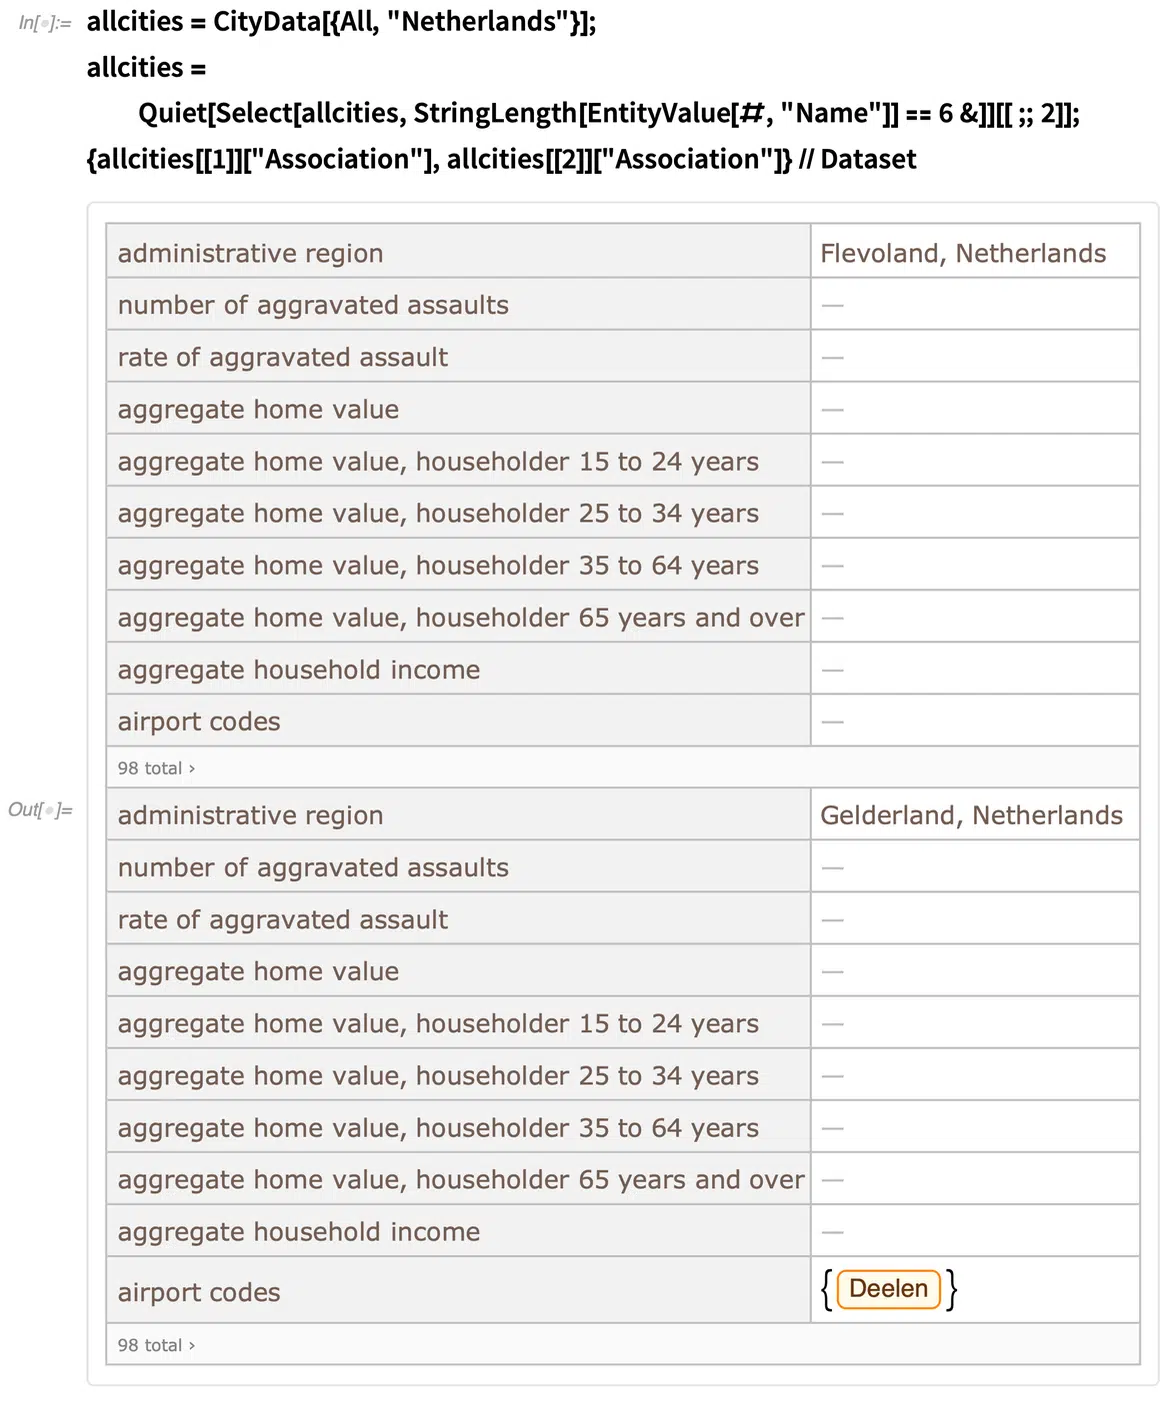 In[●]:= allcities = CityData[{All, "Netherlands"}];
allcities =
Quiet[Select[allcities, StringLength[EntityValue[#, "Name"]] == 6 &]][[ ;; 2]];
{allcities[[1]]["Association"], allcities[[2]]["Association"]} // Dataset
administrative region Flevoland, Netherlands
number of aggravated assaults —
rate of aggravated assault —
aggregate home value —
aggregate home value, householder 15 to 24 years —
aggregate home value, householder 25 to 34 years —
aggregate home value, householder 35 to 64 years —
aggregate home value, householder 65 years and over —
aggregate household income —
airport codes —
98 total ›
Out[●]= administrative region Gelderland, Netherlands
number of aggravated assaults —
rate of aggravated assault —
aggregate home value —
aggregate home value, householder 15 to 24 years —
aggregate home value, householder 25 to 34 years —
aggregate home value, householder 35 to 64 years —
aggregate home value, householder 65 years and over —
aggregate household income —
airport codes { Deelen }
98 total ›